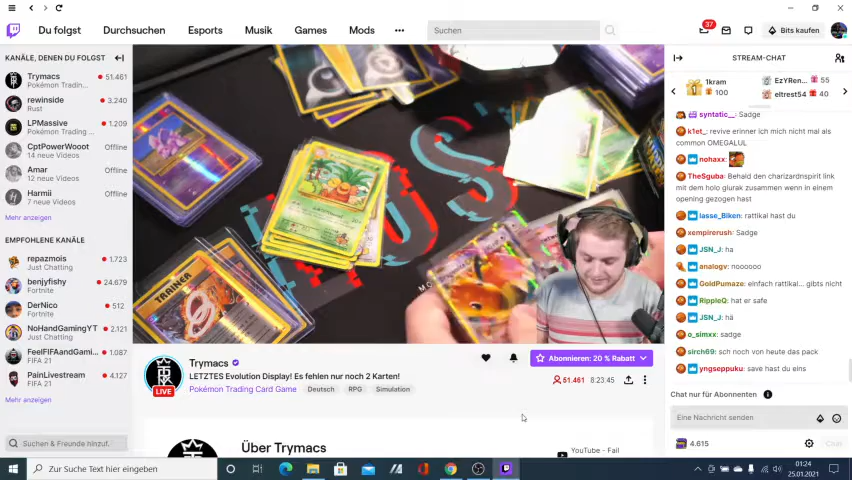 Du folgst
Durchsuchen
Esports
Musik
Games
Mods
Suchen
37
Bits kaufen
KANÄLE, DENEN DU FOLGST
Trymacs
51.461
Pokémon Tradin...
rewinside
3.240
Rust
LPMassive
1.209
Pokémon Trading ...
CptPowerWooot
Offline
14 neue Videos
Amar
Offline
12 neue Videos
Harmii
Offline
7 neue Videos
Mehr anzeigen
EMPFOHLENE KANÄLE
repazmois
1.723
Just Chatting
benjyfishy
24.679
Fortnite
DerNico
512
Fortnite
NoHandGamingYT
2.121
Just Chatting
FeelFIFAandGami...
1.087
FIFA 21
PainLivestream
4.127
FIFA 21
Mehr anzeigen
Suchen & Freunde hinzuf.
TRAINER
LIVE
Trymacs
LETZTES Evolution Display! Es fehlen nur noch 2 Karten!
Pokémon Trading Card Game
Deutsch
RPG
Simulation
Abonnieren: 20 % Rabatt
51.461
8:23:45
Über Trymacs
YouTube - Fail
STREAM-CHAT
1kram
100
EzYRen...
55
eltrest54
40
syntatic_: Sadge
k1et_: revive erinner ich mich nicht mal als
common OMEGALUL
nohaxx:
TheSguba: Behald den charizardnspirit link
mit dem holo glurak zusammen wenn in einem
opening gezogen hast
lasse_Biken: rattikal hast du
xempirerush: Sadge
JSN_J: ha
analogv: noooooo
GoldPumaze: einfach rattikal... gibts nicht
RippleQ: hat er safe
JSN_J: ha
o_simxx: sadge
sirch69: sch noch von heute das pack
yngseppuku: save hast du eins
Chat nur für Abonnenten
Eine Nachricht senden
4.615
Chat
Zur Suche Text hier eingeben
01:24
25.01.2021